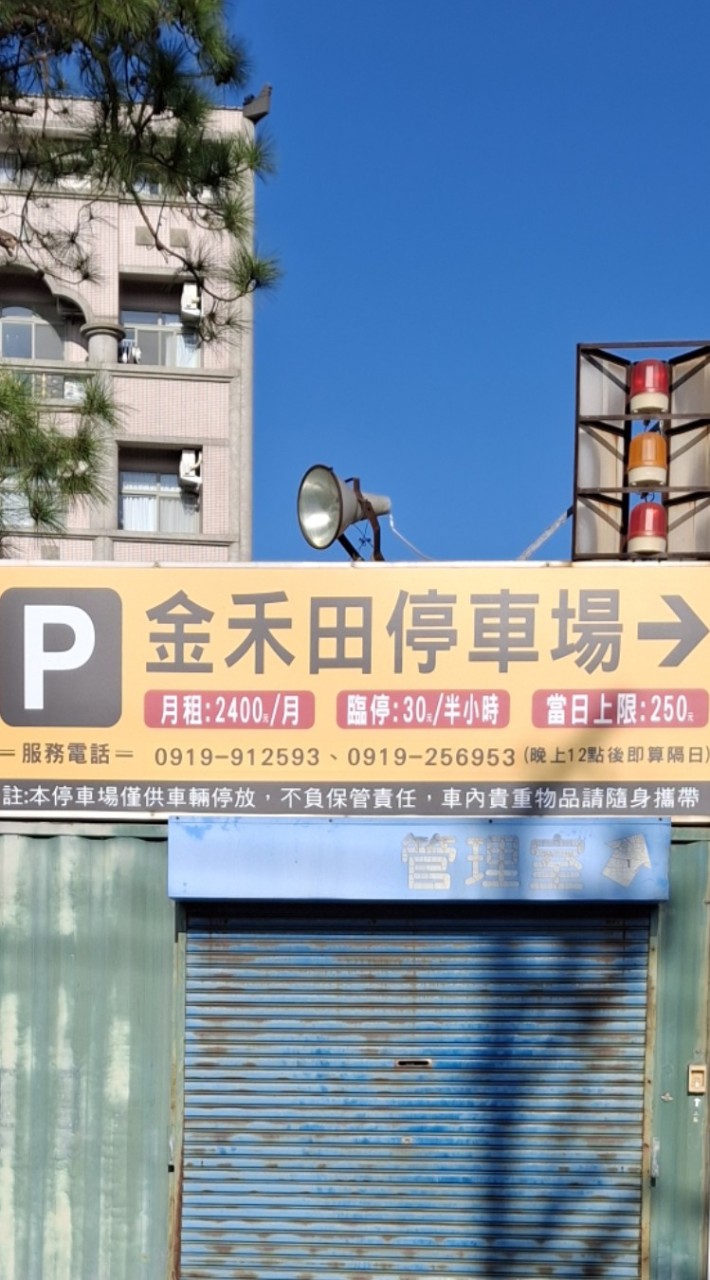 P 金禾田停車場→
月租:2400元/月 臨停:30元/半小時 當日上限:250元
=服務電話= 0919-912593、0919-256953(晚上12點後即算隔日)
註:本停車場僅供車輛停放,不負保管責任,車內貴重物品請隨身攜帶
管理室